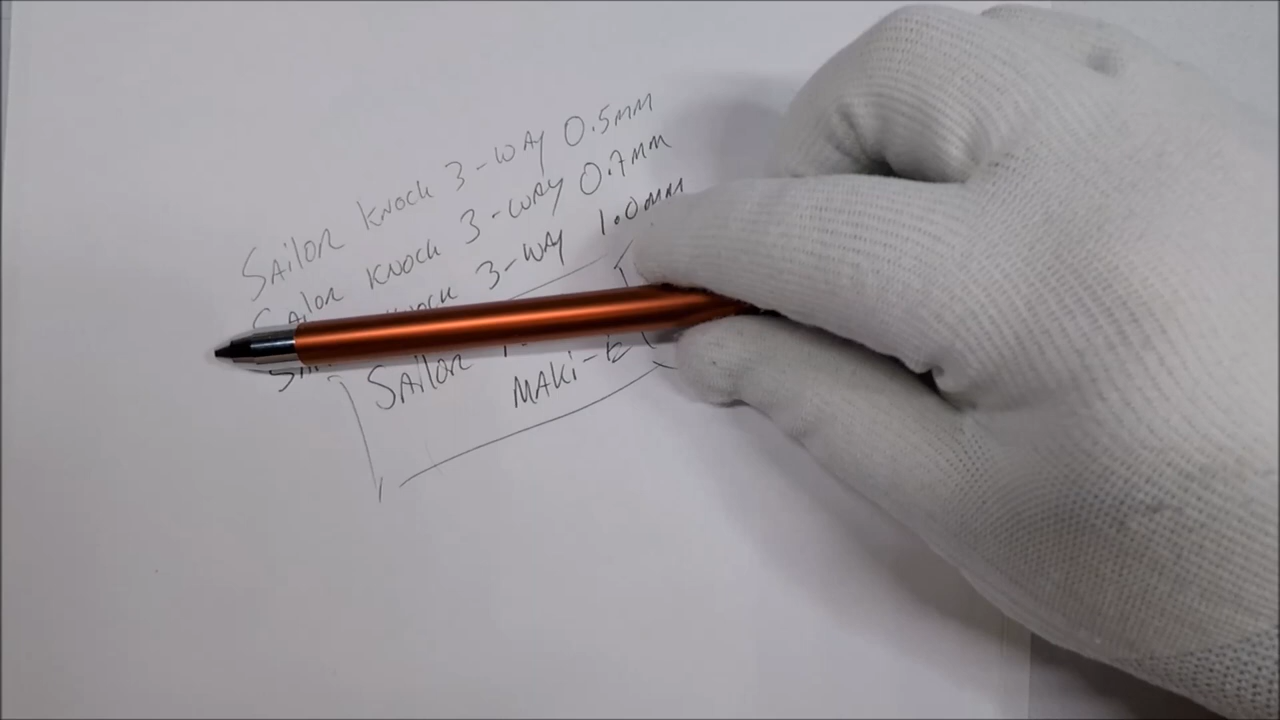 Sailor Knock 3-way 0.5mm
Sailor Knock 3-way 0.7mm
3-way 1.0mm
Sailor
Maki-